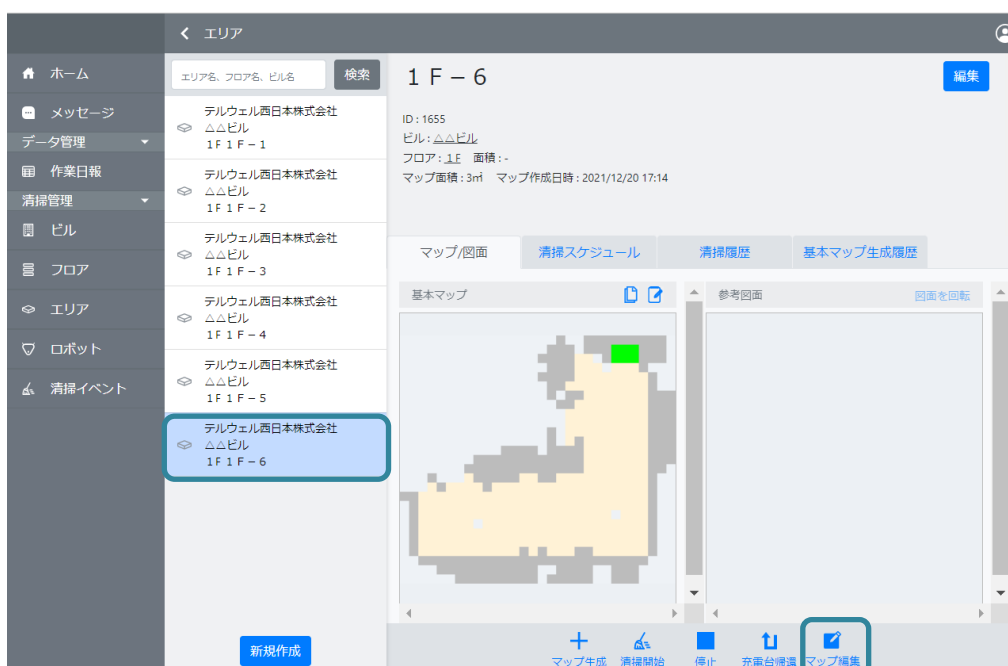 エリア
ホーム
メッセージ
データ管理
作業日報
清掃管理
ビル
フロア
エリア
ロボット
清掃イベント
エリア名、フロア名、ビル名
検索
テルウェル西日本株式会社
△△ビル
1F 1F－1
テルウェル西日本株式会社
△△ビル
1F 1F－2
テルウェル西日本株式会社
△△ビル
1F 1F－3
テルウェル西日本株式会社
△△ビル
1F 1F－4
テルウェル西日本株式会社
△△ビル
1F 1F－5
テルウェル西日本株式会社
△△ビル
1F 1F－6
新規作成
１Ｆ－６
編集
ID : 1655
ビル : △△ビル
フロア : 1F 面積 : -
マップ面積 : 3㎡ マップ作成日時 : 2021/12/20 17:14
マップ/図面 清掃スケジュール 清掃履歴 基本マップ生成履歴
基本マップ
参考図面 図面を回転
マップ生成 清掃開始 停止 充電台帰還 マップ編集